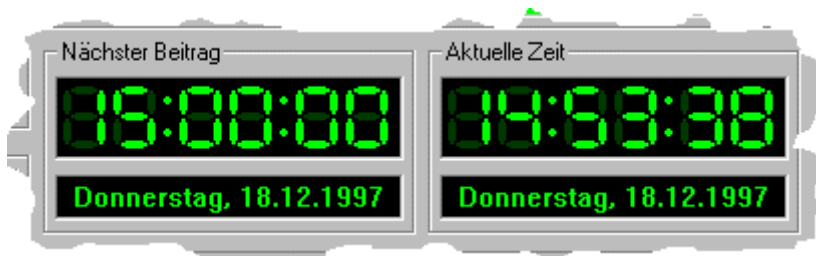 Nächster Beitrag
15:00:00
Donnerstag, 18.12.1997
Aktuelle Zeit
14:53:38
Donnerstag, 18.12.1997